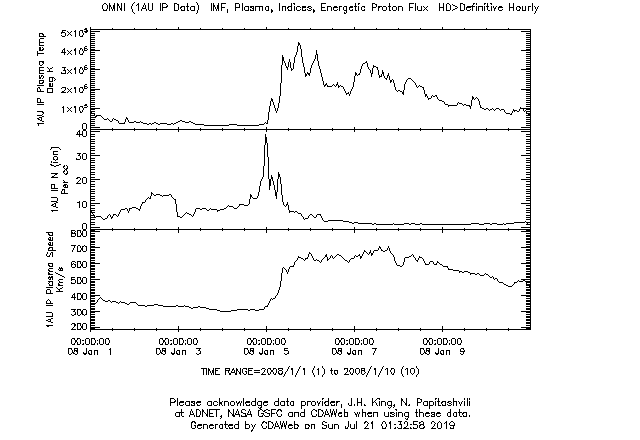 OMNI (1AU IP Data) IMF, Plasma, Indices, Energetic Proton Flux HD>Definitive Hourly
1AU IP Plasma Temp
Deg K
5×10⁵
4×10⁵
3×10⁵
2×10⁵
1×10⁵
0
1AU IP N (ion)
Per cc
40
30
20
10
0
1AU IP Plasma Speed
Km/s
800
700
600
500
400
300
200
00:00:00 00:00:00 00:00:00 00:00:00 00:00:00
08 Jan 1 08 Jan 3 08 Jan 5 08 Jan 7 08 Jan 9
TIME RANGE=2008/1/1 (1) to 2008/1/10 (10)
Please acknowledge data provider, J.H. King, N. Papitashvili
at ADNET, NASA GSFC and CDAWeb when using these data.
Generated by CDAWeb on Sun Jul 21 01:32:58 2019